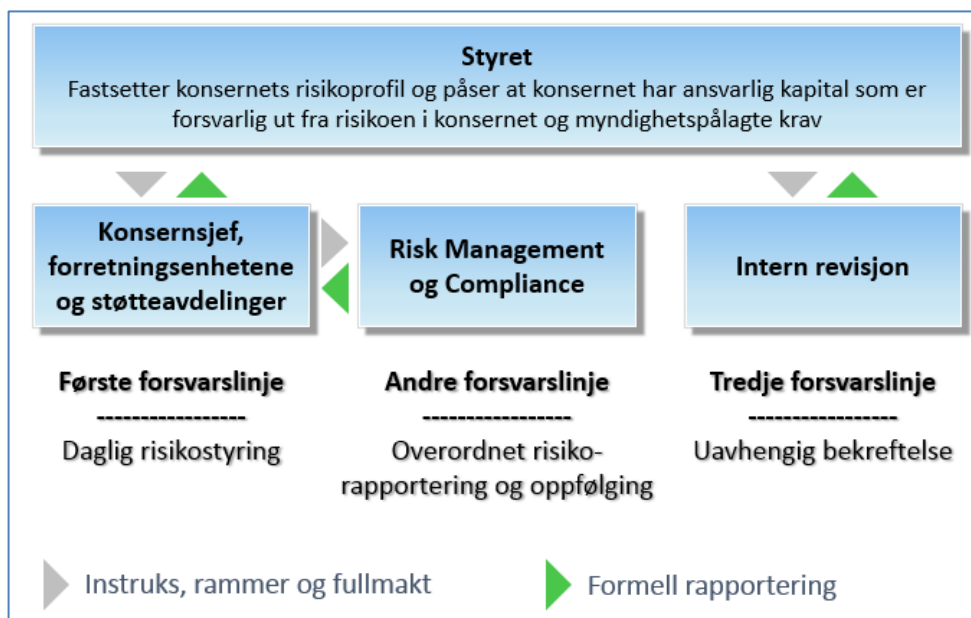 Styret
Fastsetter konsernets risikoprofil og påser at konsernet har ansvarlig kapital som er
forsvarlig ut fra risikoen i konsernet og myndighetspålagte krav
Konsernsjef,
forretningsenhetene
og støtteavdelinger
Risk Management
og Compliance
Intern revisjon
Første forsvarslinje
-----------------
Daglig risikostyring
Andre forsvarslinje
-----------------
Overordnet risiko-
rapportering og oppfølging
Tredje forsvarslinje
-----------------
Uavhengig bekreftelse
Instruks, rammer og fullmakt
Formell rapportering